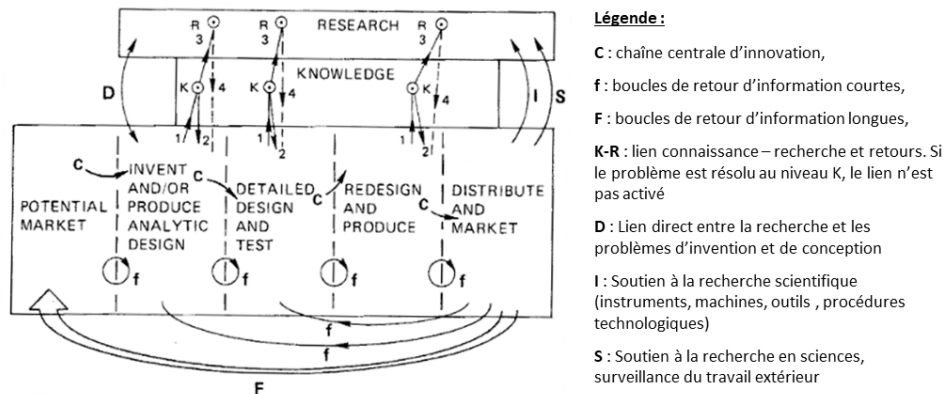 R R RESEARCH R
3 3 3
KNOWLEDGE
D K 4 K 4 K 4 I S
1 2 1 2 1 2
C INVENT
AND/OR
PRODUCE
ANALYTIC
DESIGN
POTENTIAL
MARKET
C DETAILED
DESIGN
AND
TEST
C REDESIGN
AND
PRODUCE
C DISTRIBUTE
AND
MARKET
f f f f
f
f
F
Légende :
C : chaîne centrale d’innovation,
f : boucles de retour d’information courtes,
F : boucles de retour d’information longues,
K-R : lien connaissance – recherche et retours. Si
le problème est résolu au niveau K, le lien n’est
pas activé
D : Lien direct entre la recherche et les
problèmes d’invention et de conception
I : Soutien à la recherche scientifique
(instruments, machines, outils , procédures
technologiques)
S : Soutien à la recherche en sciences,
surveillance du travail extérieur